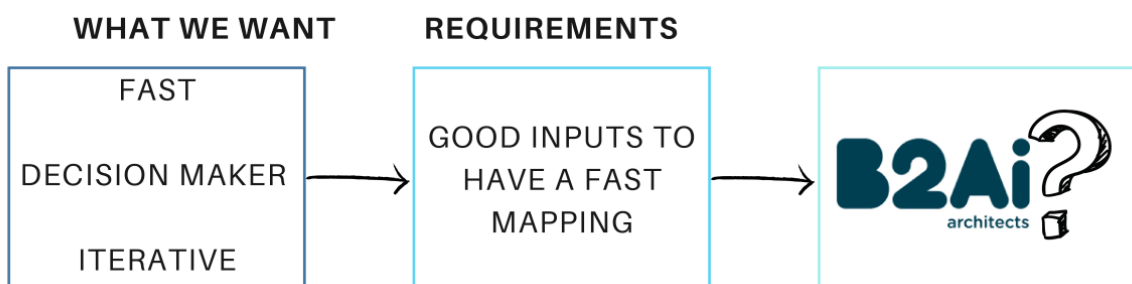 WHAT WE WANT
REQUIREMENTS
FAST
DECISION MAKER
ITERATIVE
GOOD INPUTS TO
HAVE A FAST
MAPPING
B2Ai
architects
?